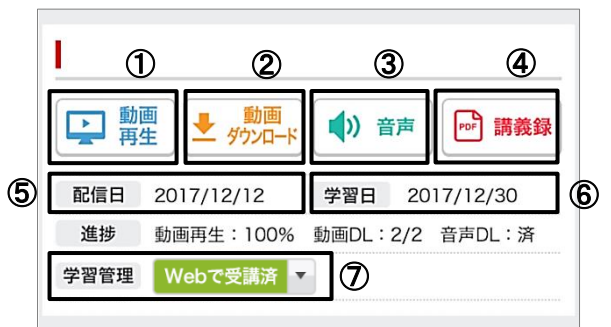 ① ② ③ ④
動画再生 動画ダウンロード 音声 PDF 講義録
⑤ 配信日 2017/12/12 学習日 2017/12/30 ⑥
進捗 動画再生：100% 動画DL：2/2 音声DL：済
学習管理 Webで受講済 ⑦